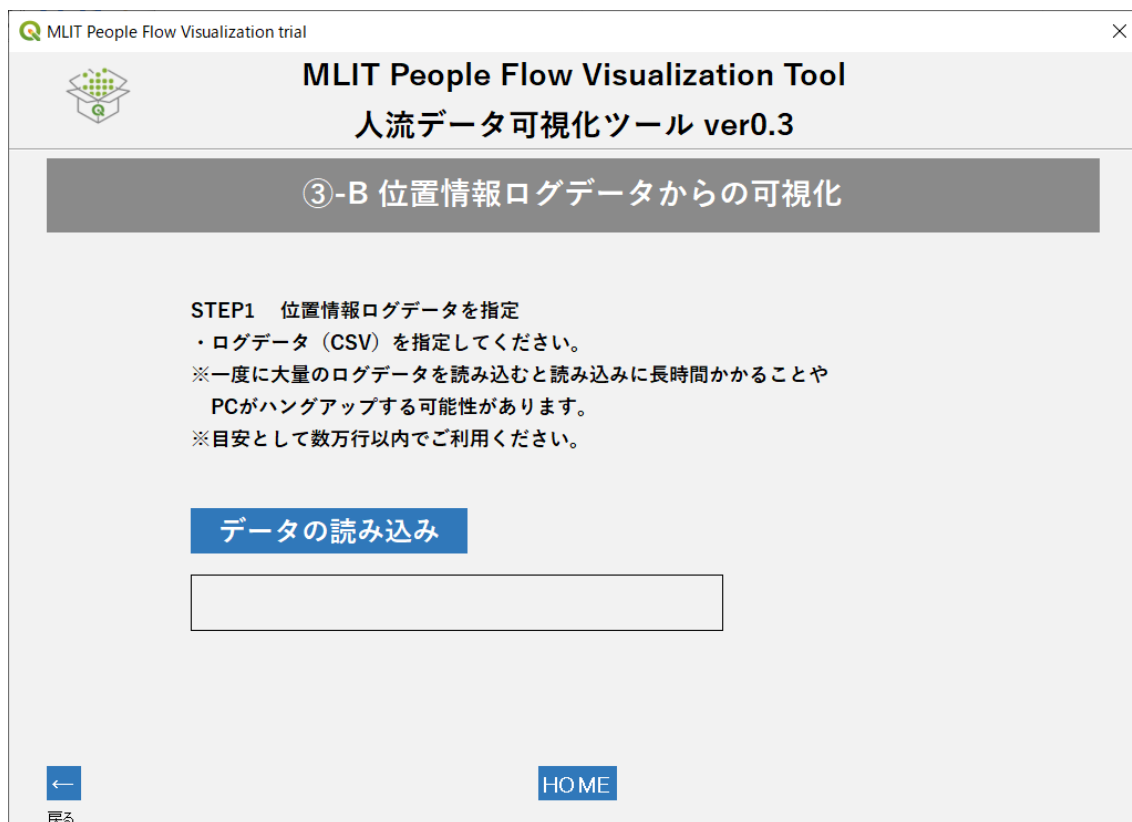 MLIT People Flow Visualization trial
MLIT People Flow Visualization Tool
人流データ可視化ツール ver0.3
③-B 位置情報ログデータからの可視化
STEP1　位置情報ログデータを指定
・ログデータ（CSV）を指定してください。
※一度に大量のログデータを読み込むと読み込みに長時間かかることや
PCがハングアップする可能性があります。
※目安として数万行以内でご利用ください。
データの読み込み
←
HOME
戻る